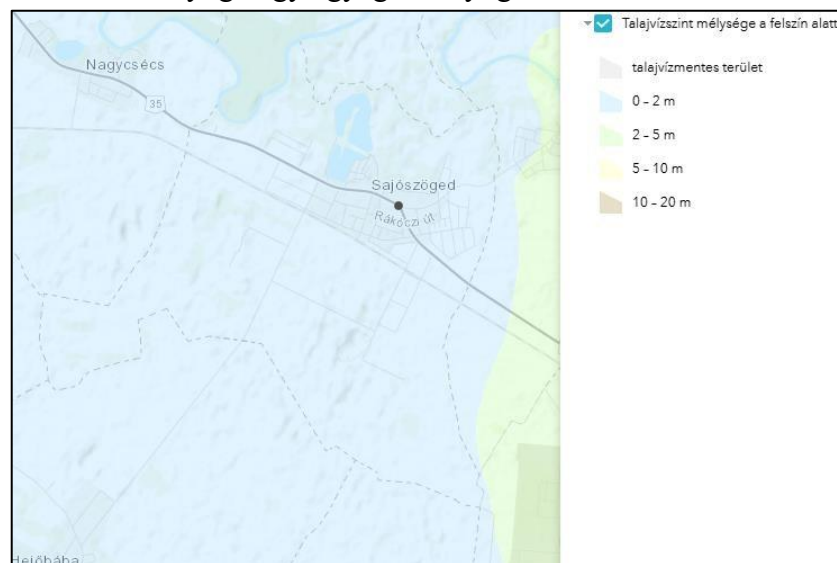 Nagycsécs
35
Sajószöged
Rákóczi út
Hejőbába
Talajvízszint mélysége a felszín alatt
talajvízmentes terület
0 – 2 m
2 – 5 m
5 – 10 m
10 – 20 m